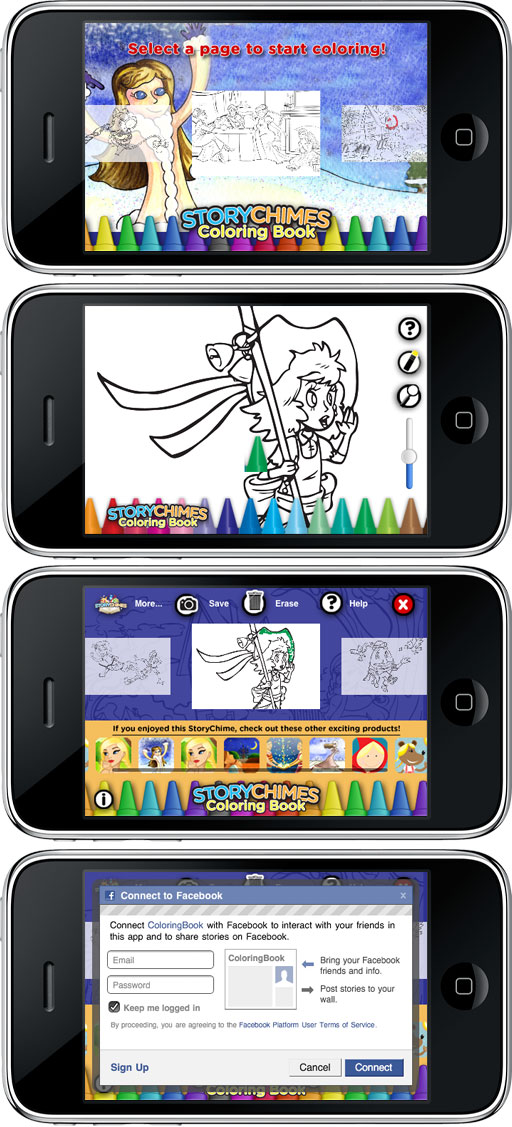 Select a page to start coloring!
STORYCHIMES
Coloring Book
?
STORYCHIMES
Coloring Book
STORYCHIMES More... Save Erase ? Help X
If you enjoyed this StoryChime, check out these other exciting products!
i
STORYCHIMES
Coloring Book
f Connect to Facebook x
Connect ColoringBook with Facebook to interact with your friends in
this app and to share stories on Facebook.
Email
Password
Keep me logged in
ColoringBook
Bring your Facebook
friends and info.
Post stories to your
wall.
By proceeding, you are agreeing to the Facebook Platform User Terms of Service.
Sign Up Cancel Connect
Coloring Book